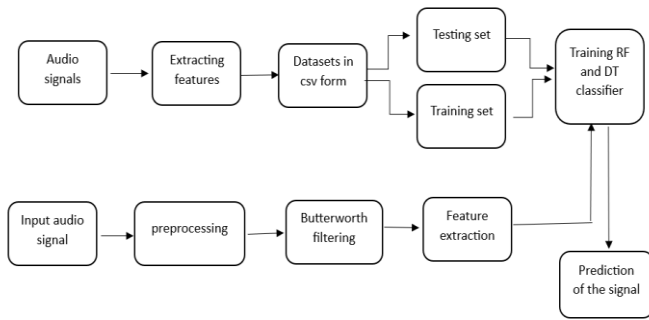 Audio
signals
Extracting
features
Datasets in
csv form
Testing set
Training set
Training RF
and DT
classifier
Input audio
signal
preprocessing
Butterworth
filtering
Feature
extraction
Prediction
of the signal